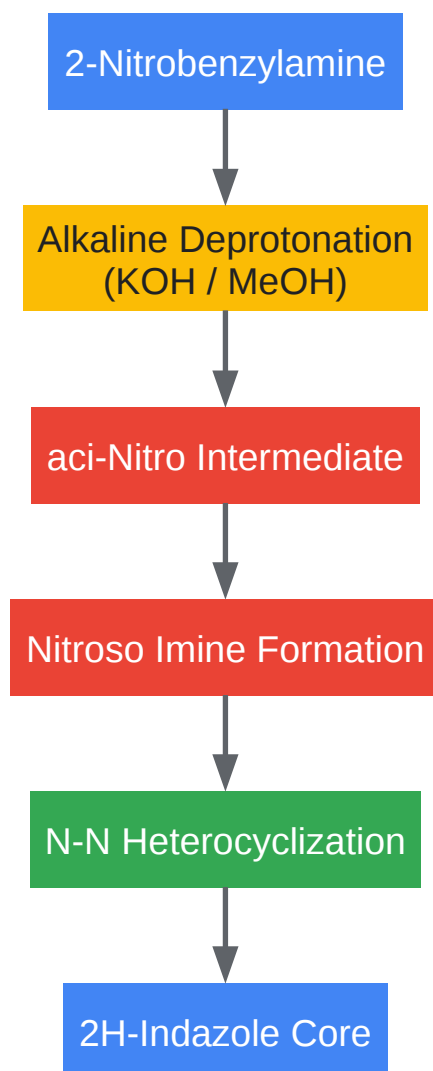 2-Nitrobenzylamine
Alkaline Deprotonation
(KOH / MeOH)
aci-Nitro Intermediate
Nitroso Imine Formation
N-N Heterocyclization
2H-Indazole Core